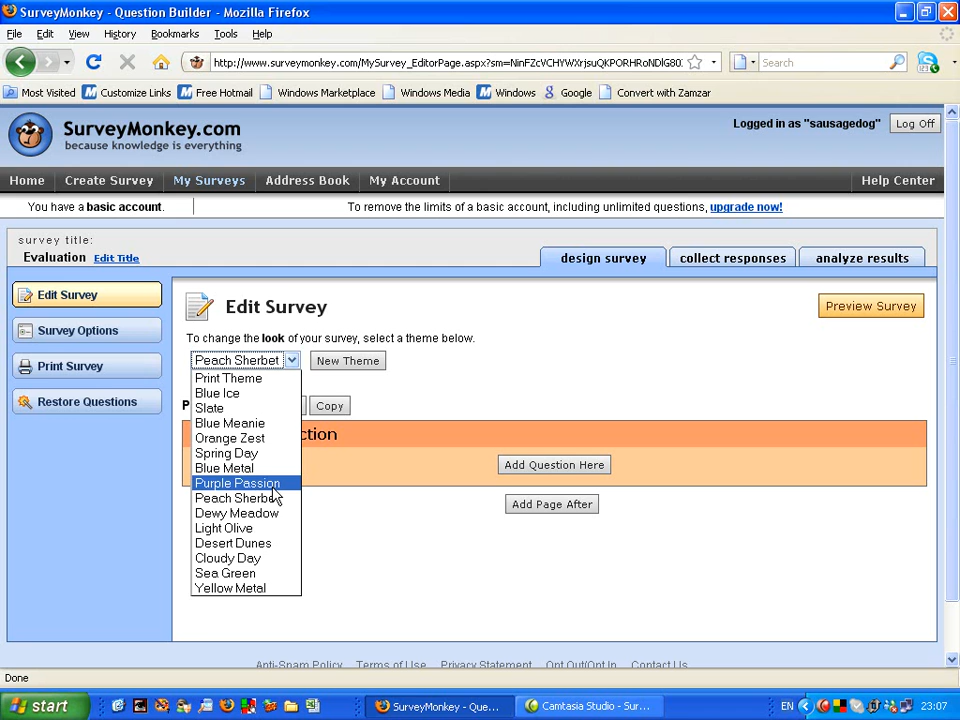 SurveyMonkey - Question Builder - Mozilla Firefox
File Edit View History Bookmarks Tools Help
http://www.surveymonkey.com/MySurvey_EditorPage.aspx?sm= Search
Most Visited Customize Links Free Hotmail Windows Marketplace Windows Media Windows Google Convert with Zamzar
SurveyMonkey.com
because knowledge is everything
Logged in as "sausagedog" Log Off
Home Create Survey My Surveys Address Book My Account Help Center
You have a basic account. To remove the limits of a basic account, including unlimited questions, upgrade now!
survey title:
Evaluation Edit Title
design survey collect responses analyze results
Edit Survey
Survey Options
Print Survey
Restore Questions
Edit Survey
Preview Survey
To change the look of your survey, select a theme below.
Peach Sherbet New Theme
Print Theme
Blue Ice
Slate
Blue Meanie
Orange Zest
Spring Day
Blue Metal
Purple Passion
Peach Sherbet
Dewy Meadow
Light Olive
Desert Dunes
Cloudy Day
Sea Green
Yellow Metal
P Copy
ction
Add Question Here
Add Page After
Anti-Spam Policy Terms of Use Privacy Statement Opt Out/Opt In Contact Us
Done
start SurveyMonkey - Que... Camtasia Studio - Sur... EN 23:07